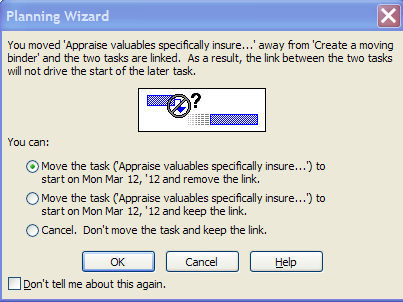 Planning Wizard
You moved 'Appraise valuables specifically insure...' away from 'Create a moving
binder' and the two tasks are linked.  As a result, the link between the two tasks
will not drive the start of the later task.
?
You can:
Move the task ('Appraise valuables specifically insure...') to
start on Mon Mar 12, '12 and remove the link.
Move the task ('Appraise valuables specifically insure...') to
start on Mon Mar 12, '12 and keep the link.
Cancel.  Don't move the task and keep the link.
OK Cancel Help
Don't tell me about this again.